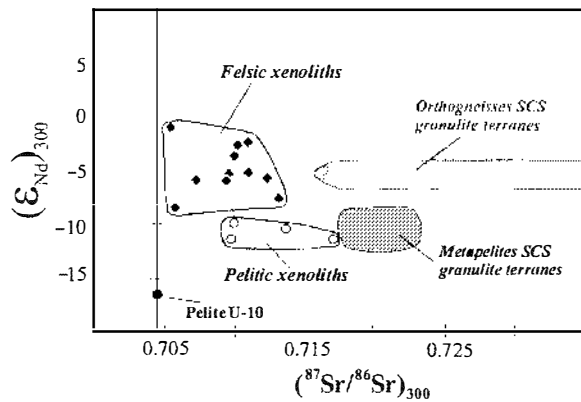 5
Felsic xenoliths
0
Orthogneisses SCS
granulite terranes
(εNd)300
−5
−10
Metapelites SCS
granulite terranes
Pelitic xenoliths
−15
Pelite U-10
0.705
0.715
0.725
(87Sr/86Sr)300